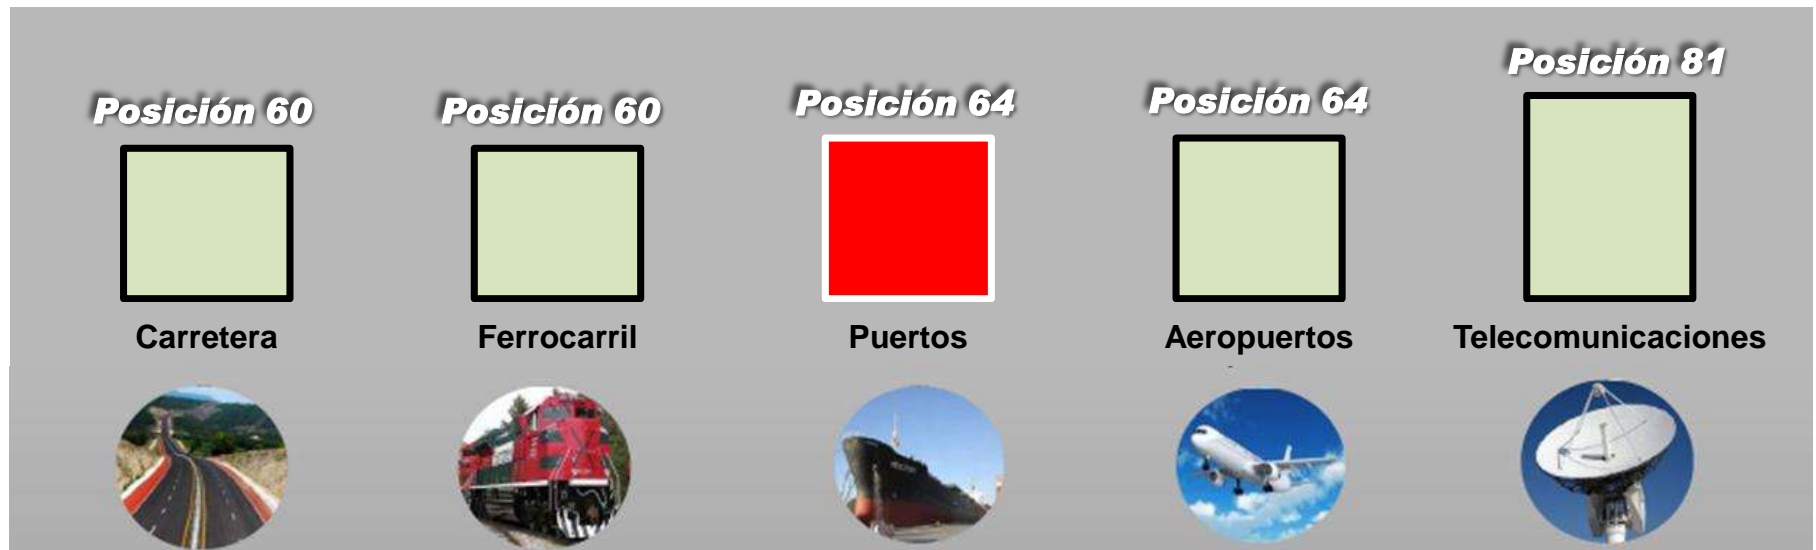 Posición 60
Posición 60
Posición 64
Posición 64
Posición 81
Carretera
Ferrocarril
Puertos
Aeropuertos
Telecomunicaciones